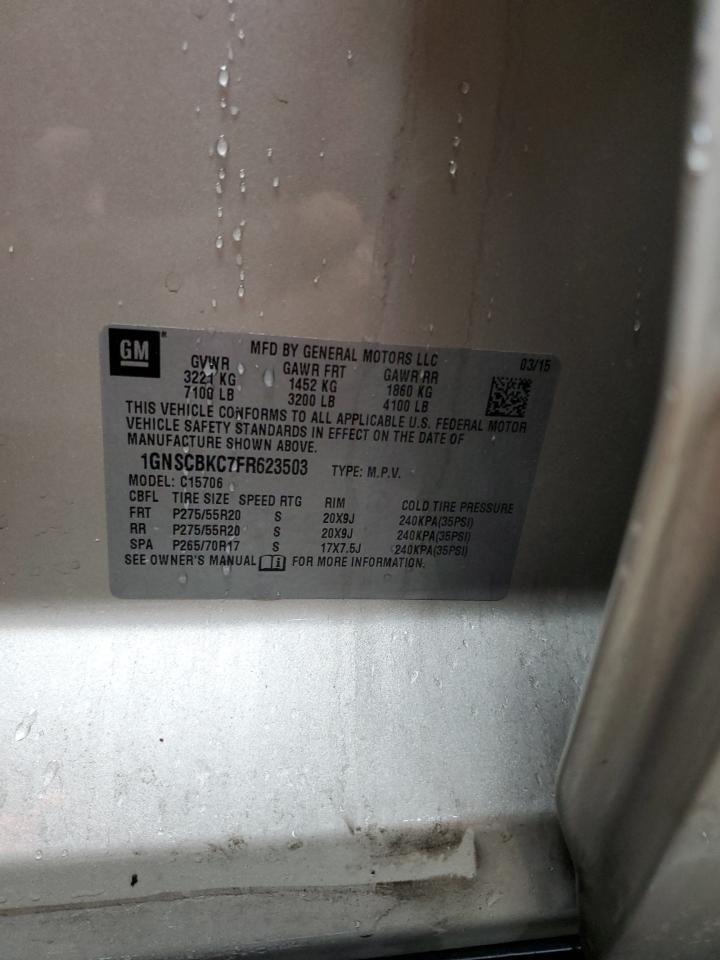 GM
MFD BY GENERAL MOTORS LLC 03/15
GVWR GAWR FRT GAWR RR
3221 KG 1452 KG 1860 KG
7100 LB 3200 LB 4100 LB
THIS VEHICLE CONFORMS TO ALL APPLICABLE U.S. FEDERAL MOTOR
VEHICLE SAFETY STANDARDS IN EFFECT ON THE DATE OF
MANUFACTURE SHOWN ABOVE.
1GNSCBKC7FR623503 TYPE: M.P.V.
MODEL: C15706
CBFL TIRE SIZE SPEED RTG RIM COLD TIRE PRESSURE
FRT P275/55R20 S 20X9J 240KPA(35PSI)
RR P275/55R20 S 20X9J 240KPA(35PSI)
SPA P265/70R17 S 17X7.5J 240KPA(35PSI)
SEE OWNER'S MANUAL i FOR MORE INFORMATION.